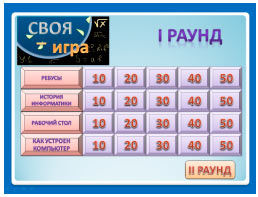 СВОЯ
игра
I РАУНД
РЕБУСЫ 10 20 30 40 50
ИСТОРИЯ
ИНФОРМАТИКИ 10 20 30 40 50
РАБОЧИЙ СТОЛ 10 20 30 40 50
КАК УСТРОЕН
КОМПЬЮТЕР 10 20 30 40 50
II РАУНД